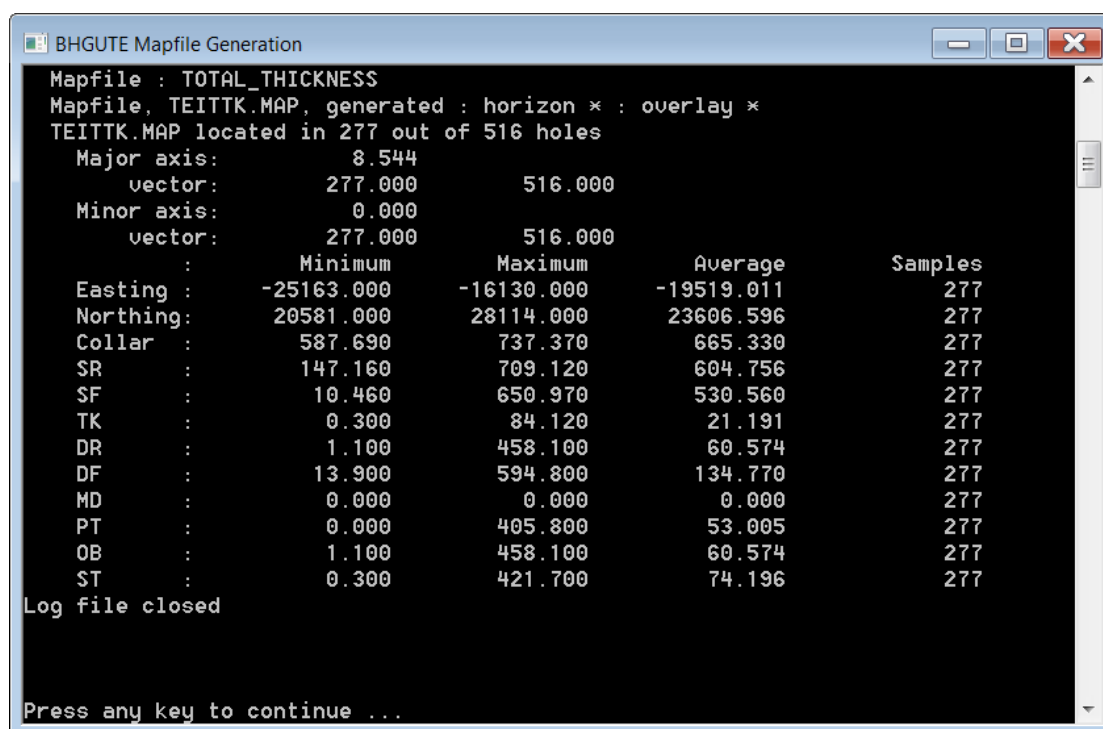 BHGUTE Mapfile Generation
Mapfile : TOTAL_THICKNESS
Mapfile, TEITTK.MAP, generated : horizon * : overlay *
TEITTK.MAP located in 277 out of 516 holes
Major axis: 8.544
vector: 277.000 516.000
Minor axis: 0.000
vector: 277.000 516.000
: Minimum Maximum Average Samples
Easting : -25163.000 -16130.000 -19519.011 277
Northing: 20581.000 28114.000 23606.596 277
Collar : 587.690 737.370 665.330 277
SR : 147.160 709.120 604.756 277
SF : 10.460 650.970 530.560 277
TK : 0.300 84.120 21.191 277
DR : 1.100 458.100 60.574 277
DF : 13.900 594.800 134.770 277
MD : 0.000 0.000 0.000 277
PT : 0.000 405.800 53.005 277
OB : 1.100 458.100 60.574 277
ST : 0.300 421.700 74.196 277
Log file closed
Press any key to continue ...